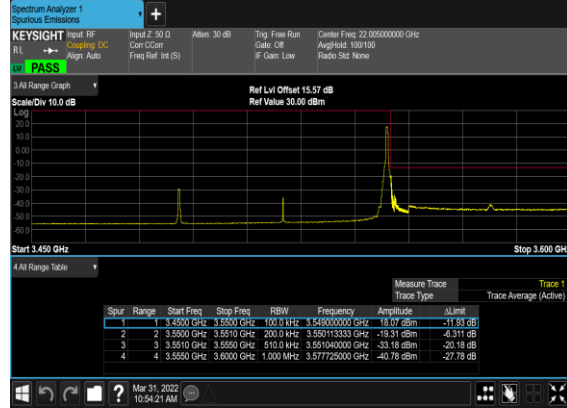 Spectrum Analyzer 1
Spurious Emissions
KEYSIGHT Input: RF Input Z: 50 Ω Atten: 30 dB Trig: Free Run Center Freq: 22.005000000 GHz
RL Coupling: DC Corr CCorr Gate: Off Avg|Hold: 100/100
Align: Auto Freq Ref: Int (S) IF Gain: Low Radio Std: None
LW PASS
3 All Range Graph
Ref Lvl Offset 15.57 dB
Scale/Div 10.0 dB Ref Value 30.00 dBm
Log
20.0
10.0
0.00
-10.0
-20.0
-30.0
-40.0
-50.0
-60.0
Start 3.450 GHz Stop 3.600 GH
4 All Range Table
Measure Trace Trace 1
Trace Type Trace Average (Active)
Spur Range Start Freq Stop Freq RBW Frequency Amplitude ΔLimit
1 1 3.4500 GHz 3.5500 GHz 100.0 kHz 3.549000000 GHz 18.07 dBm -11.93 dB
2 2 3.5500 GHz 3.5510 GHz 200.0 kHz 3.550113333 GHz -19.31 dBm -6.311 dB
3 3 3.5510 GHz 3.5550 GHz 510.0 kHz 3.551040000 GHz -33.18 dBm -20.18 dB
4 4 3.5550 GHz 3.6000 GHz 1.000 MHz 3.577725000 GHz -40.78 dBm -27.78 dB
Mar 31, 2022
10:54:21 AM